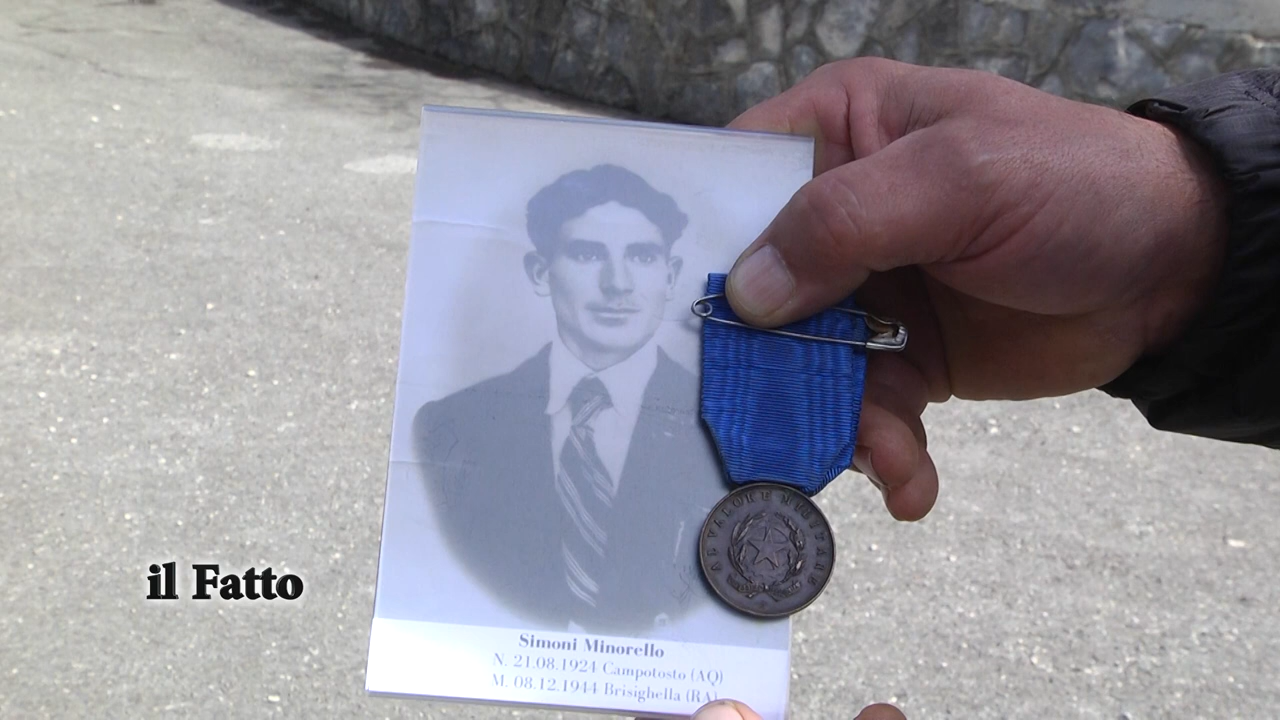 AL VALORE MILITARE
il Fatto
Simoni Minorello
N. 21.08.1924 Campotosto (AQ)
M. 08.12.1944 Brisighella (RA)